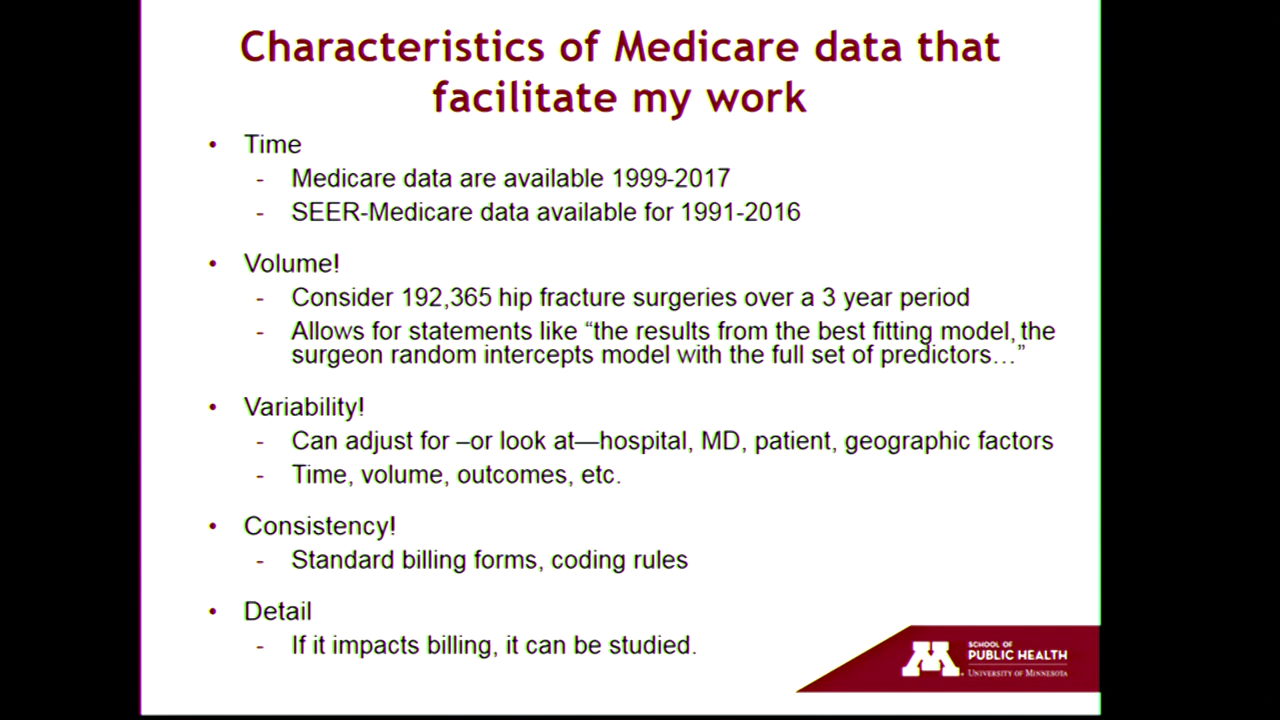 Characteristics of Medicare data that
facilitate my work
• Time
- Medicare data are available 1999-2017
- SEER-Medicare data available for 1991-2016
• Volume!
- Consider 192,365 hip fracture surgeries over a 3 year period
- Allows for statements like “the results from the best fitting model, the
surgeon random intercepts model with the full set of predictors…”
• Variability!
- Can adjust for –or look at—hospital, MD, patient, geographic factors
- Time, volume, outcomes, etc.
• Consistency!
- Standard billing forms, coding rules
• Detail
- If it impacts billing, it can be studied.
M
SCHOOL OF
PUBLIC HEALTH
UNIVERSITY OF MINNESOTA